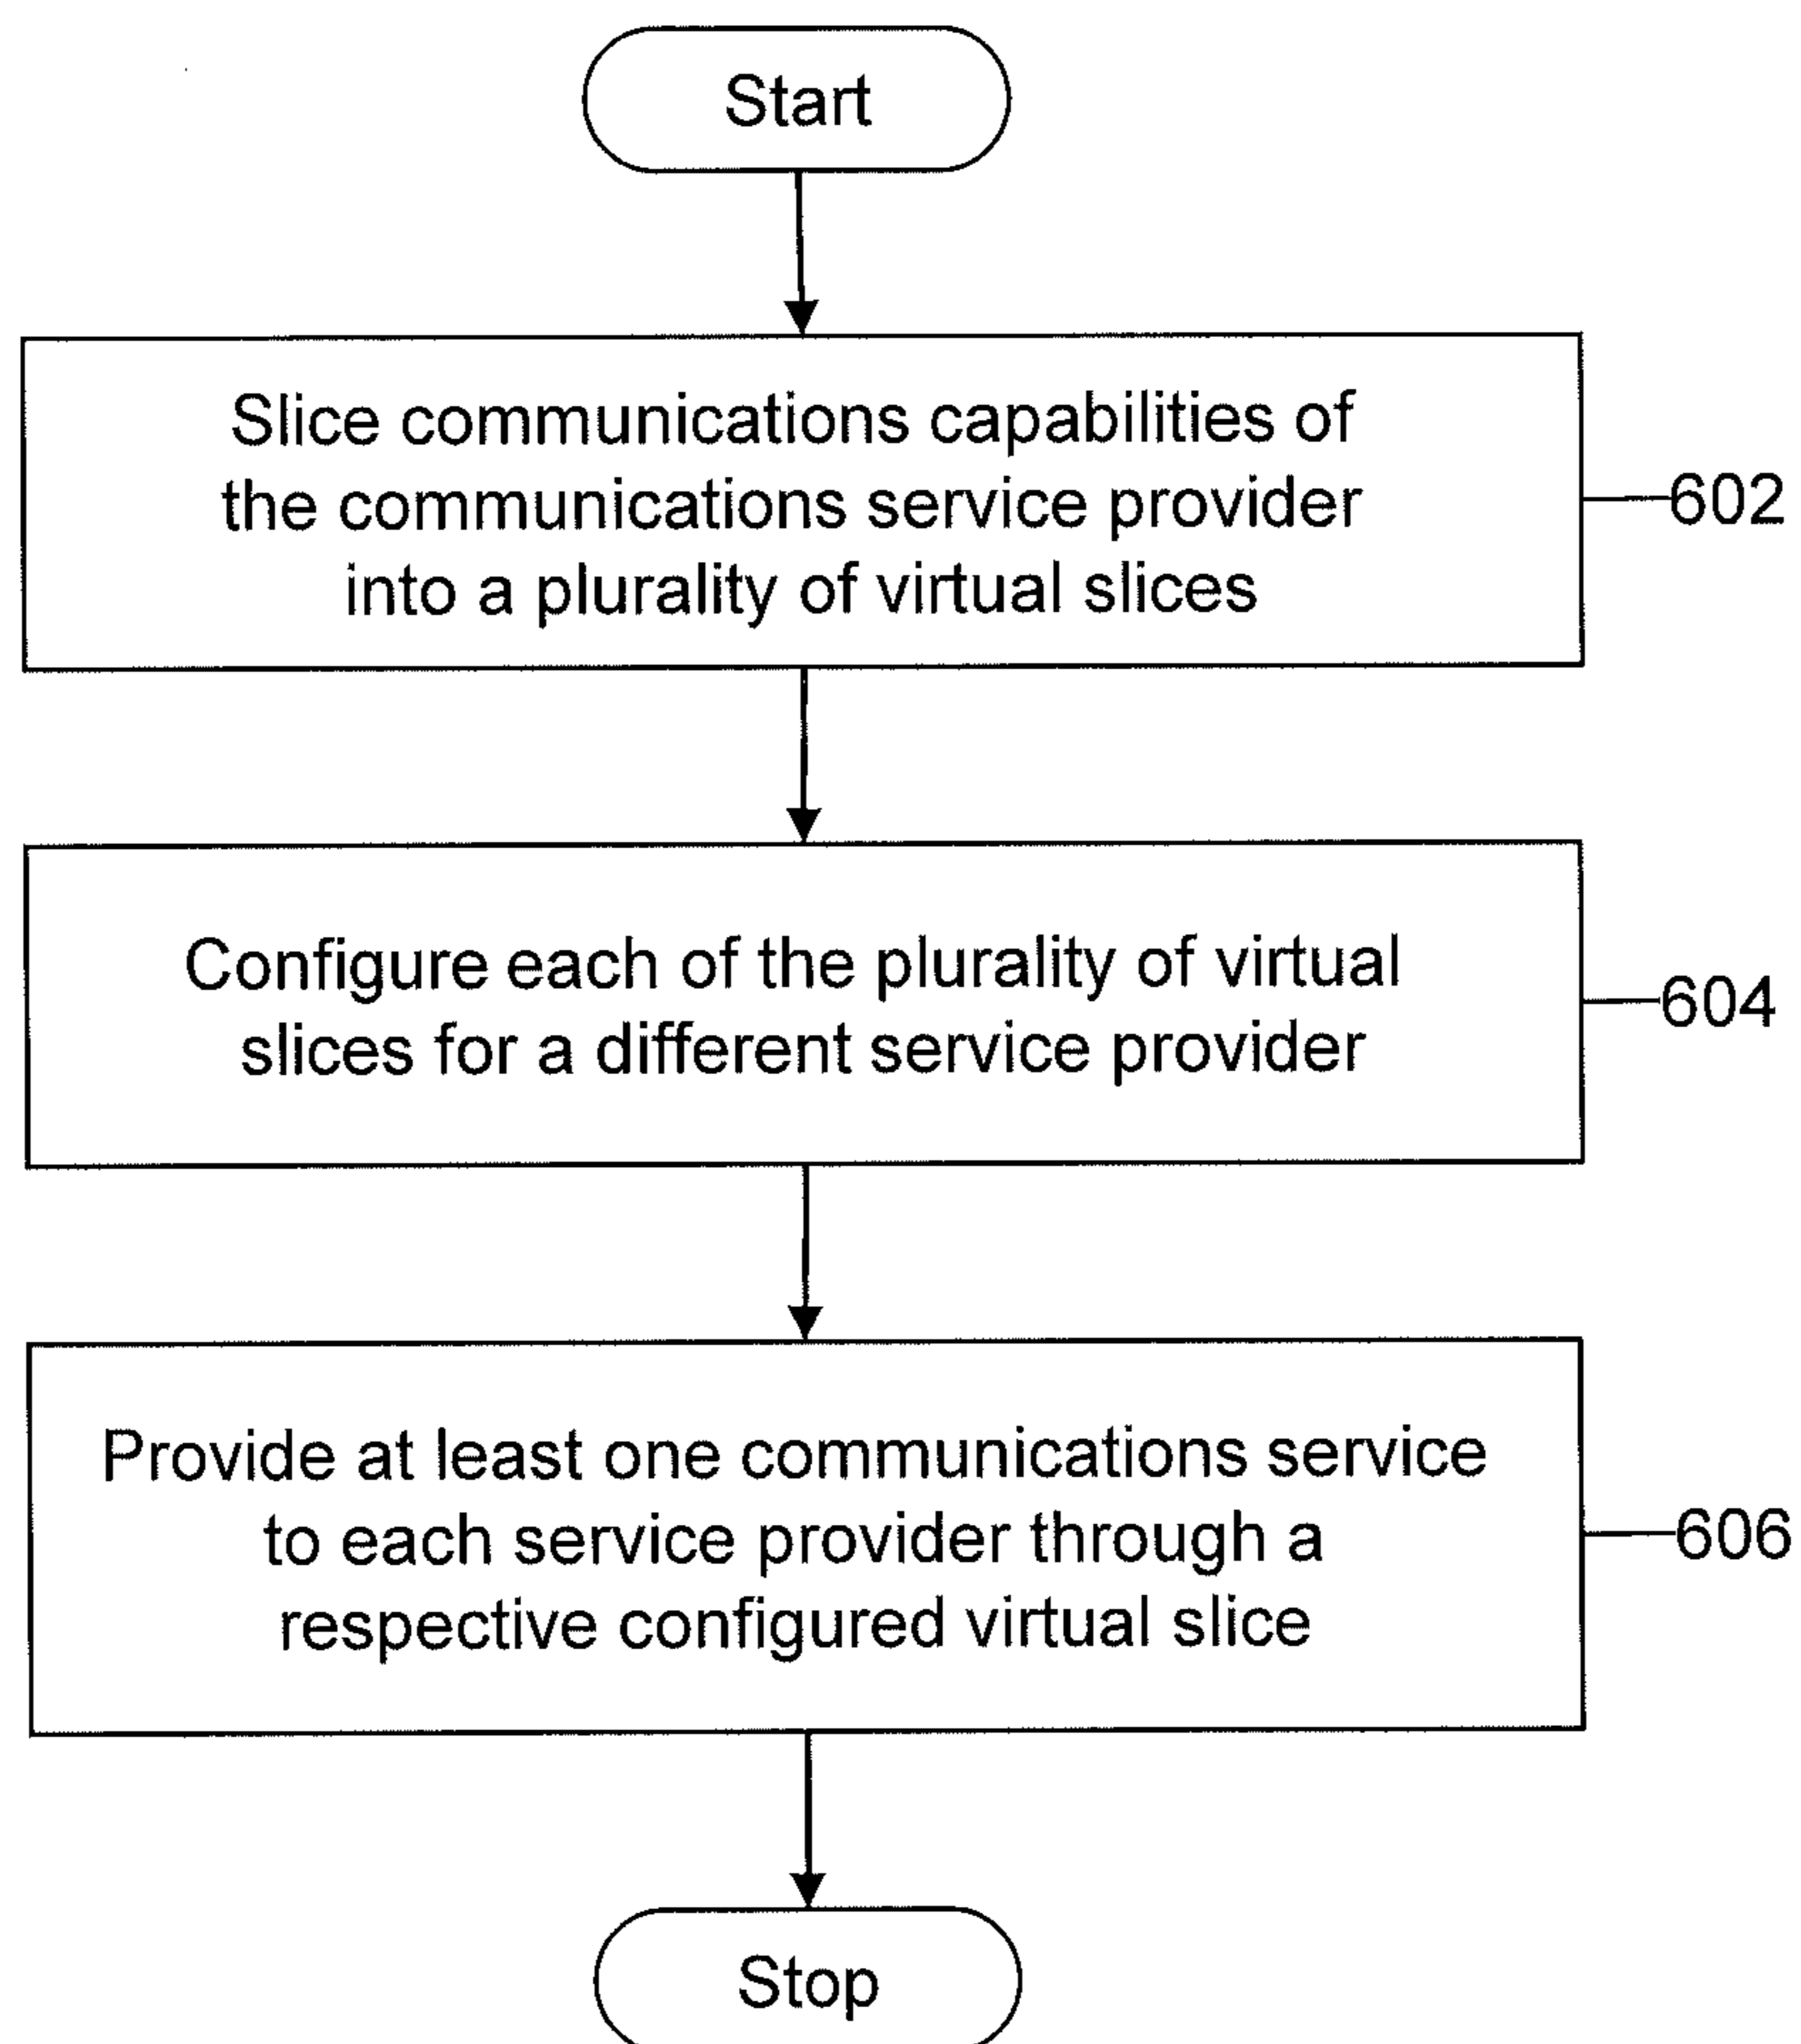 Start
Slice communications capabilities of
the communications service provider
into a plurality of virtual slices
602
Configure each of the plurality of virtual
slices for a different service provider
604
Provide at least one communications service
to each service provider through a
respective configured virtual slice
606
Stop